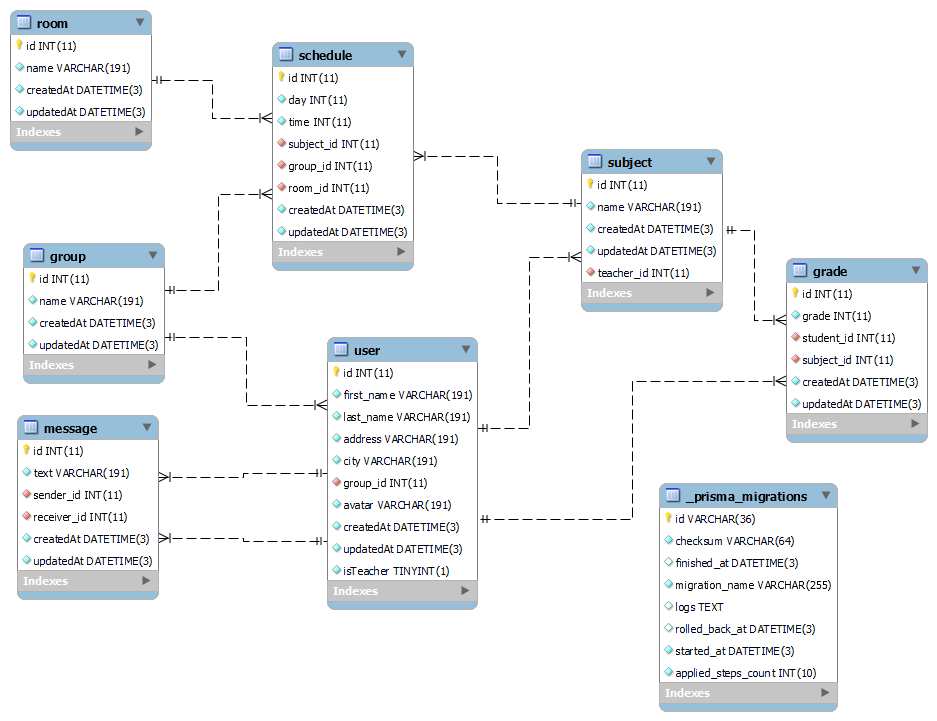 room
id INT(11)
name VARCHAR(191)
createdAt DATETIME(3)
updatedAt DATETIME(3)
Indexes
schedule
id INT(11)
day INT(11)
time INT(11)
subject_id INT(11)
group_id INT(11)
room_id INT(11)
createdAt DATETIME(3)
updatedAt DATETIME(3)
Indexes
subject
id INT(11)
name VARCHAR(191)
createdAt DATETIME(3)
updatedAt DATETIME(3)
teacher_id INT(11)
Indexes
group
id INT(11)
name VARCHAR(191)
createdAt DATETIME(3)
updatedAt DATETIME(3)
Indexes
grade
id INT(11)
grade INT(11)
student_id INT(11)
subject_id INT(11)
createdAt DATETIME(3)
updatedAt DATETIME(3)
Indexes
user
id INT(11)
first_name VARCHAR(191)
last_name VARCHAR(191)
address VARCHAR(191)
city VARCHAR(191)
group_id INT(11)
avatar VARCHAR(191)
createdAt DATETIME(3)
updatedAt DATETIME(3)
isTeacher TINYINT(1)
Indexes
message
id INT(11)
text VARCHAR(191)
sender_id INT(11)
receiver_id INT(11)
createdAt DATETIME(3)
updatedAt DATETIME(3)
Indexes
_prisma_migrations
id VARCHAR(36)
checksum VARCHAR(64)
finished_at DATETIME(3)
migration_name VARCHAR(255)
logs TEXT
rolled_back_at DATETIME(3)
started_at DATETIME(3)
applied_steps_count INT(10)
Indexes